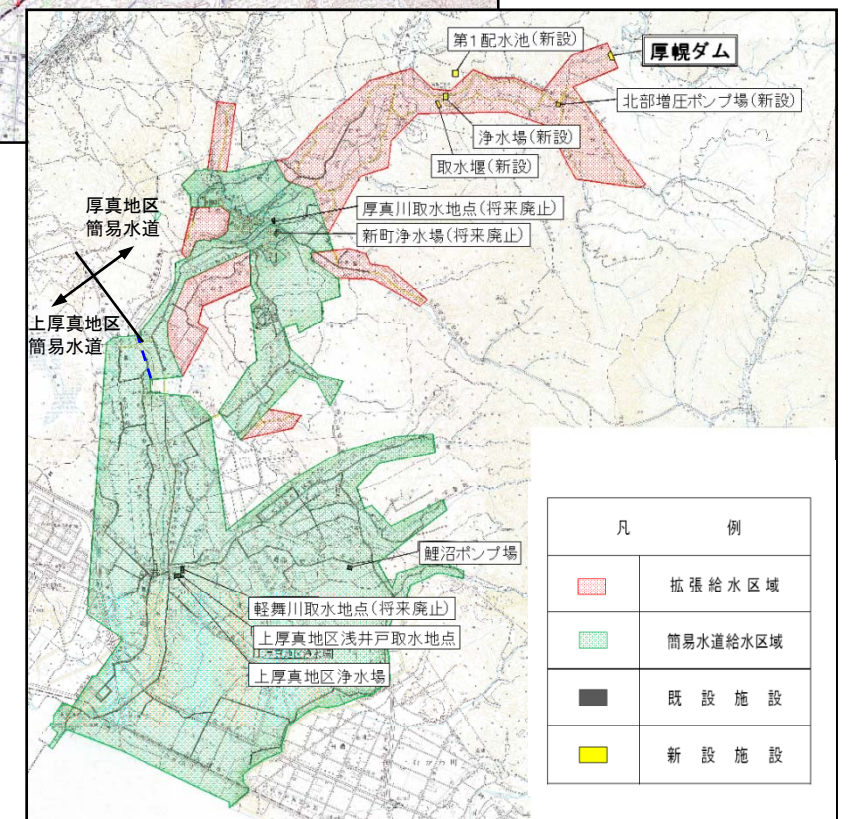 第1配水池(新設)
厚幌ダム
北部増圧ポンプ場(新設)
浄水場(新設)
取水堰(新設)
厚真川取水地点(将来廃止)
新町浄水場(将来廃止)
厚真地区
簡易水道
上厚真地区
簡易水道
鯉沼ポンプ場
軽舞川取水地点(将来廃止)
上厚真地区浅井戸取水地点
上厚真地区浄水場
凡 例
拡張給水区域
簡易水道給水区域
既設施設
新設施設